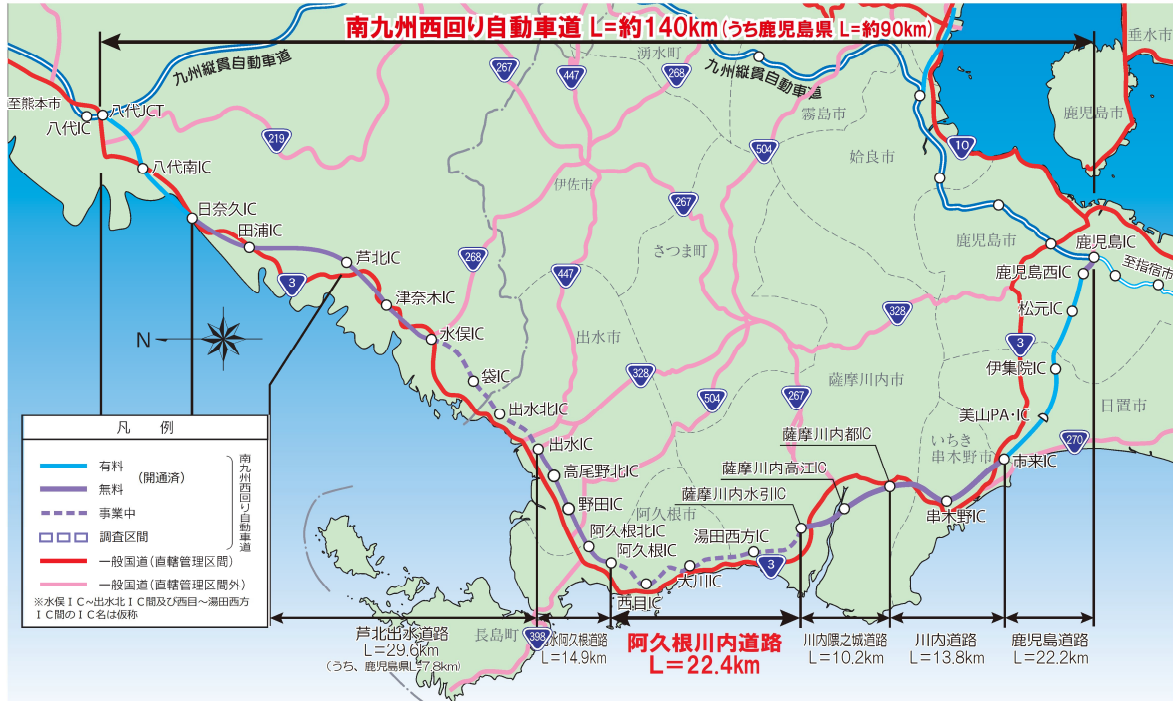 南九州西回り自動車道 L=約140km(うち鹿児島県 L=約90km)
九州縦貫自動車道
九州縦貫自動車道
至熊本市
八代IC
八代JCT
八代南IC
日奈久IC
田浦IC
芦北IC
津奈木IC
水俣IC
袋IC
出水北IC
出水IC
高尾野北IC
野田IC
阿久根北IC
阿久根IC
西目IC
大川IC
湯田西方IC
薩摩川内水引IC
薩摩川内高江IC
薩摩川内都IC
串木野IC
市来IC
美山PA・IC
伊集院IC
松元IC
鹿児島西IC
鹿児島IC
至指宿市
湧水町
霧島市
姶良市
垂水市
鹿児島市
鹿児島市
伊佐市
さつま町
出水市
薩摩川内市
阿久根市
いちき
串木野市
日置市
長島町
219
3
267
447
268
504
10
267
268
447
328
328
504
267
3
3
270
398
N
凡 例
有料
(開通済)
無料
事業中
調査区間
南九州西回り自動車道
一般国道(直轄管理区間)
一般国道(直轄管理区間外)
※水俣IC~出水北IC間及び西目~湯田西方
IC間のIC名は仮称
芦北出水道路
L=29.6km
(うち、鹿児島県L=7.8km)
水阿久根道路
L=14.9km
阿久根川内道路
L=22.4km
川内隈之城道路
L=10.2km
川内道路
L=13.8km
鹿児島道路
L=22.2km